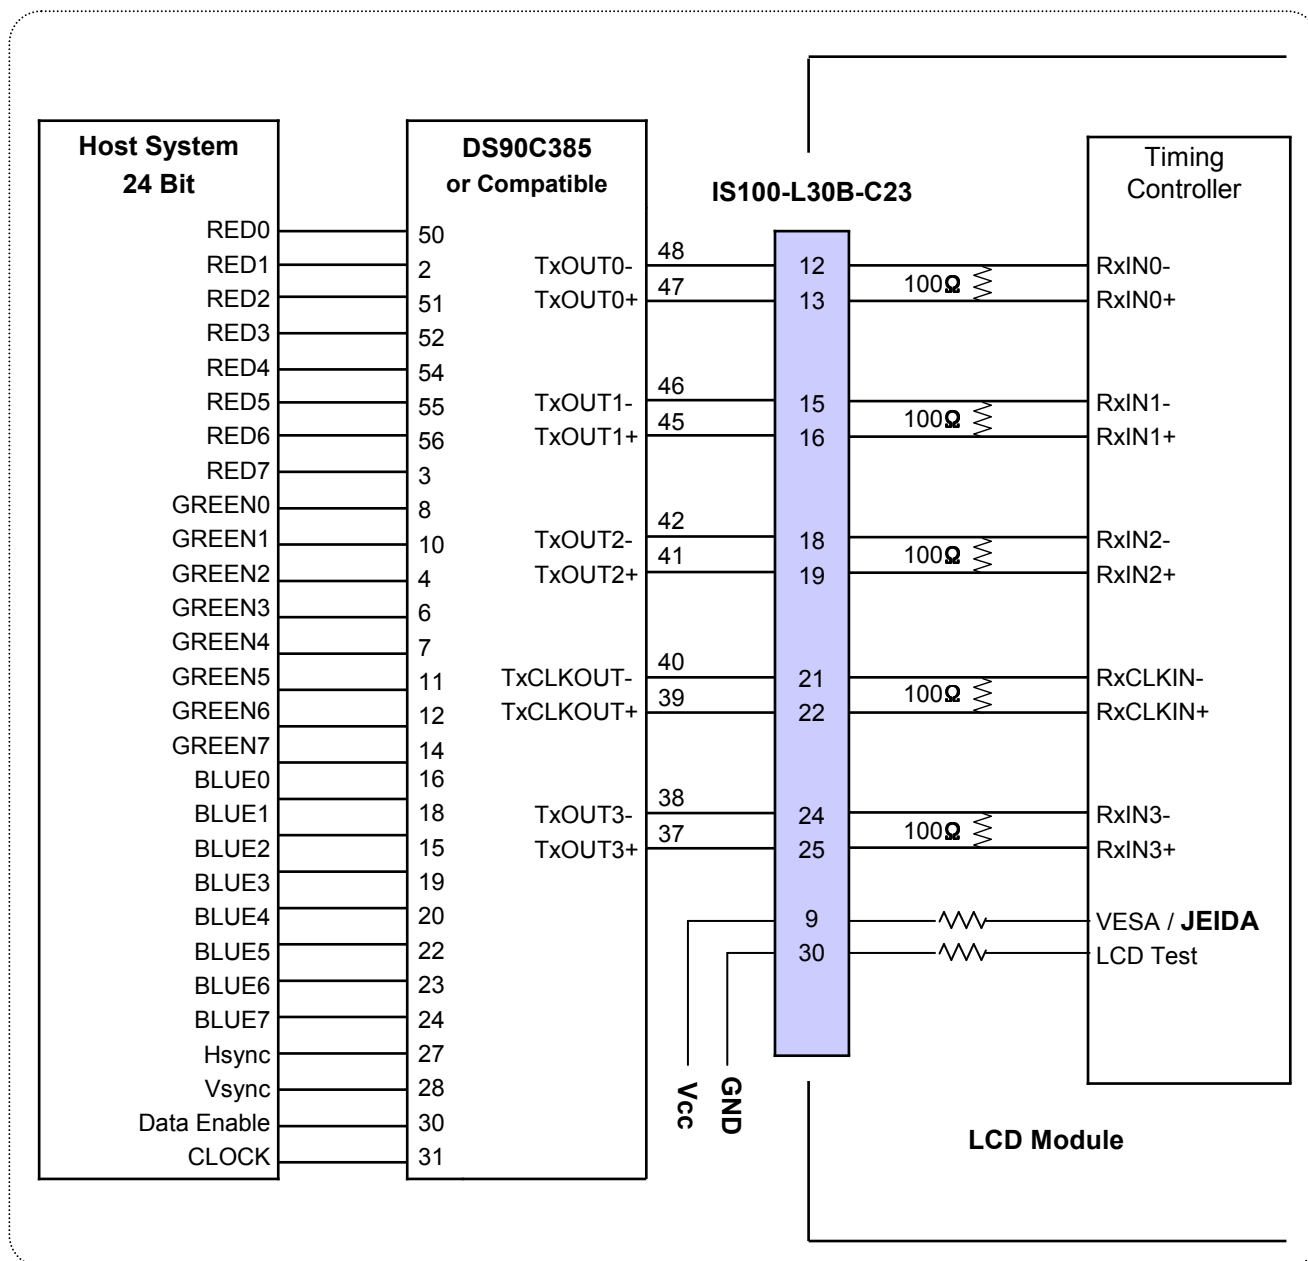 Host System
24 Bit
RED0
RED1
RED2
RED3
RED4
RED5
RED6
RED7
GREEN0
GREEN1
GREEN2
GREEN3
GREEN4
GREEN5
GREEN6
GREEN7
BLUE0
BLUE1
BLUE2
BLUE3
BLUE4
BLUE5
BLUE6
BLUE7
Hsync
Vsync
Data Enable
CLOCK
DS90C385
or Compatible
50
2
51
52
54
55
56
3
8
10
4
6
7
11
12
14
16
18
15
19
20
22
23
24
27
28
30
31
TxOUT0- 48
TxOUT0+ 47
TxOUT1- 46
TxOUT1+ 45
TxOUT2- 42
TxOUT2+ 41
TxCLKOUT- 40
TxCLKOUT+ 39
TxOUT3- 38
TxOUT3+ 37
Vcc
GND
IS100-L30B-C23
12
13
15
16
18
19
21
22
24
25
9
30
100Ω
100Ω
100Ω
100Ω
100Ω
Timing
Controller
RxIN0-
RxIN0+
RxIN1-
RxIN1+
RxIN2-
RxIN2+
RxCLKIN-
RxCLKIN+
RxIN3-
RxIN3+
VESA / JEIDA
LCD Test
LCD Module